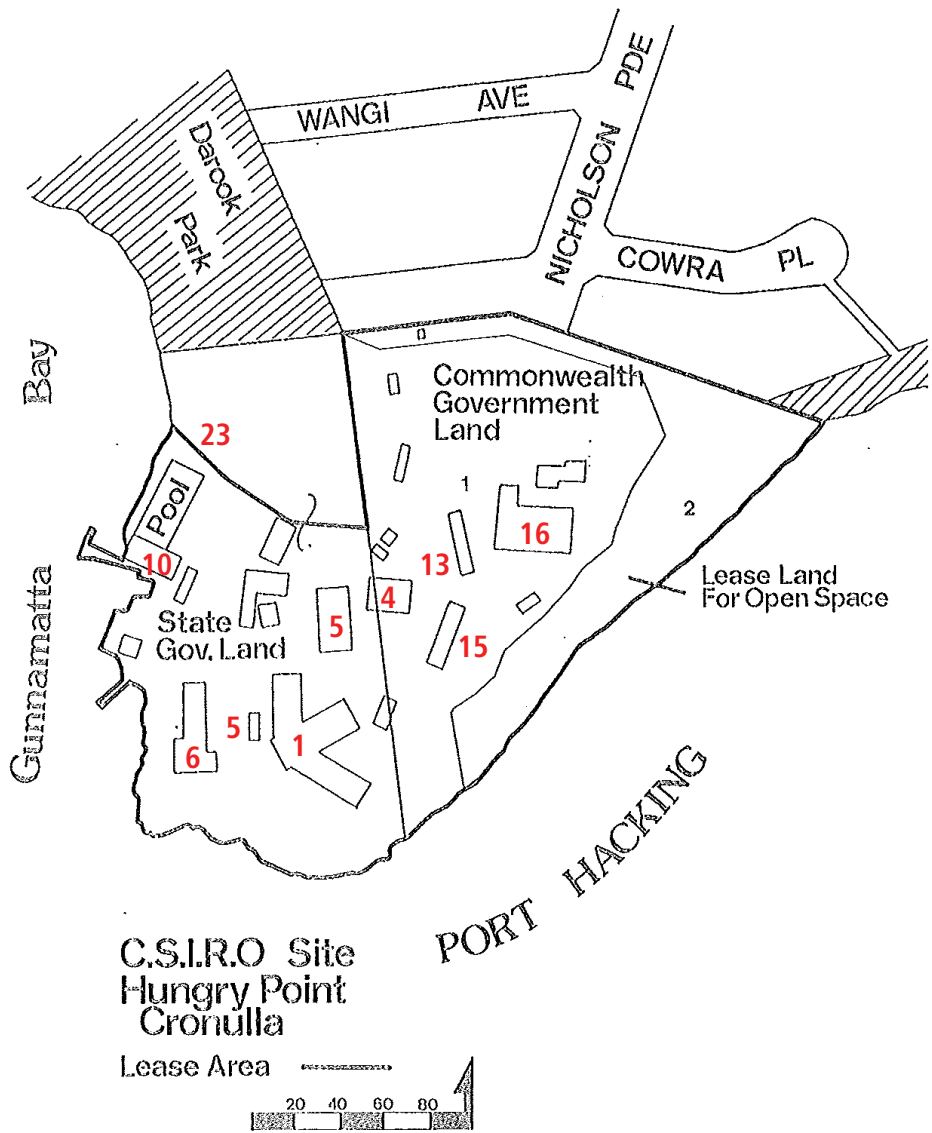 WANGI AVE
NICHOLSON PDE
COWRA PL
Darook
Park
Gunnamatta Bay
Commonwealth
Government
Land
1
2
23
Pool
10
13
16
4
5
15
State
Gov. Land
Lease Land
For Open Space
5
1
6
PORT HACKING
C.S.I.R.O Site
Hungry Point
Cronulla
Lease Area
20 40 60 80